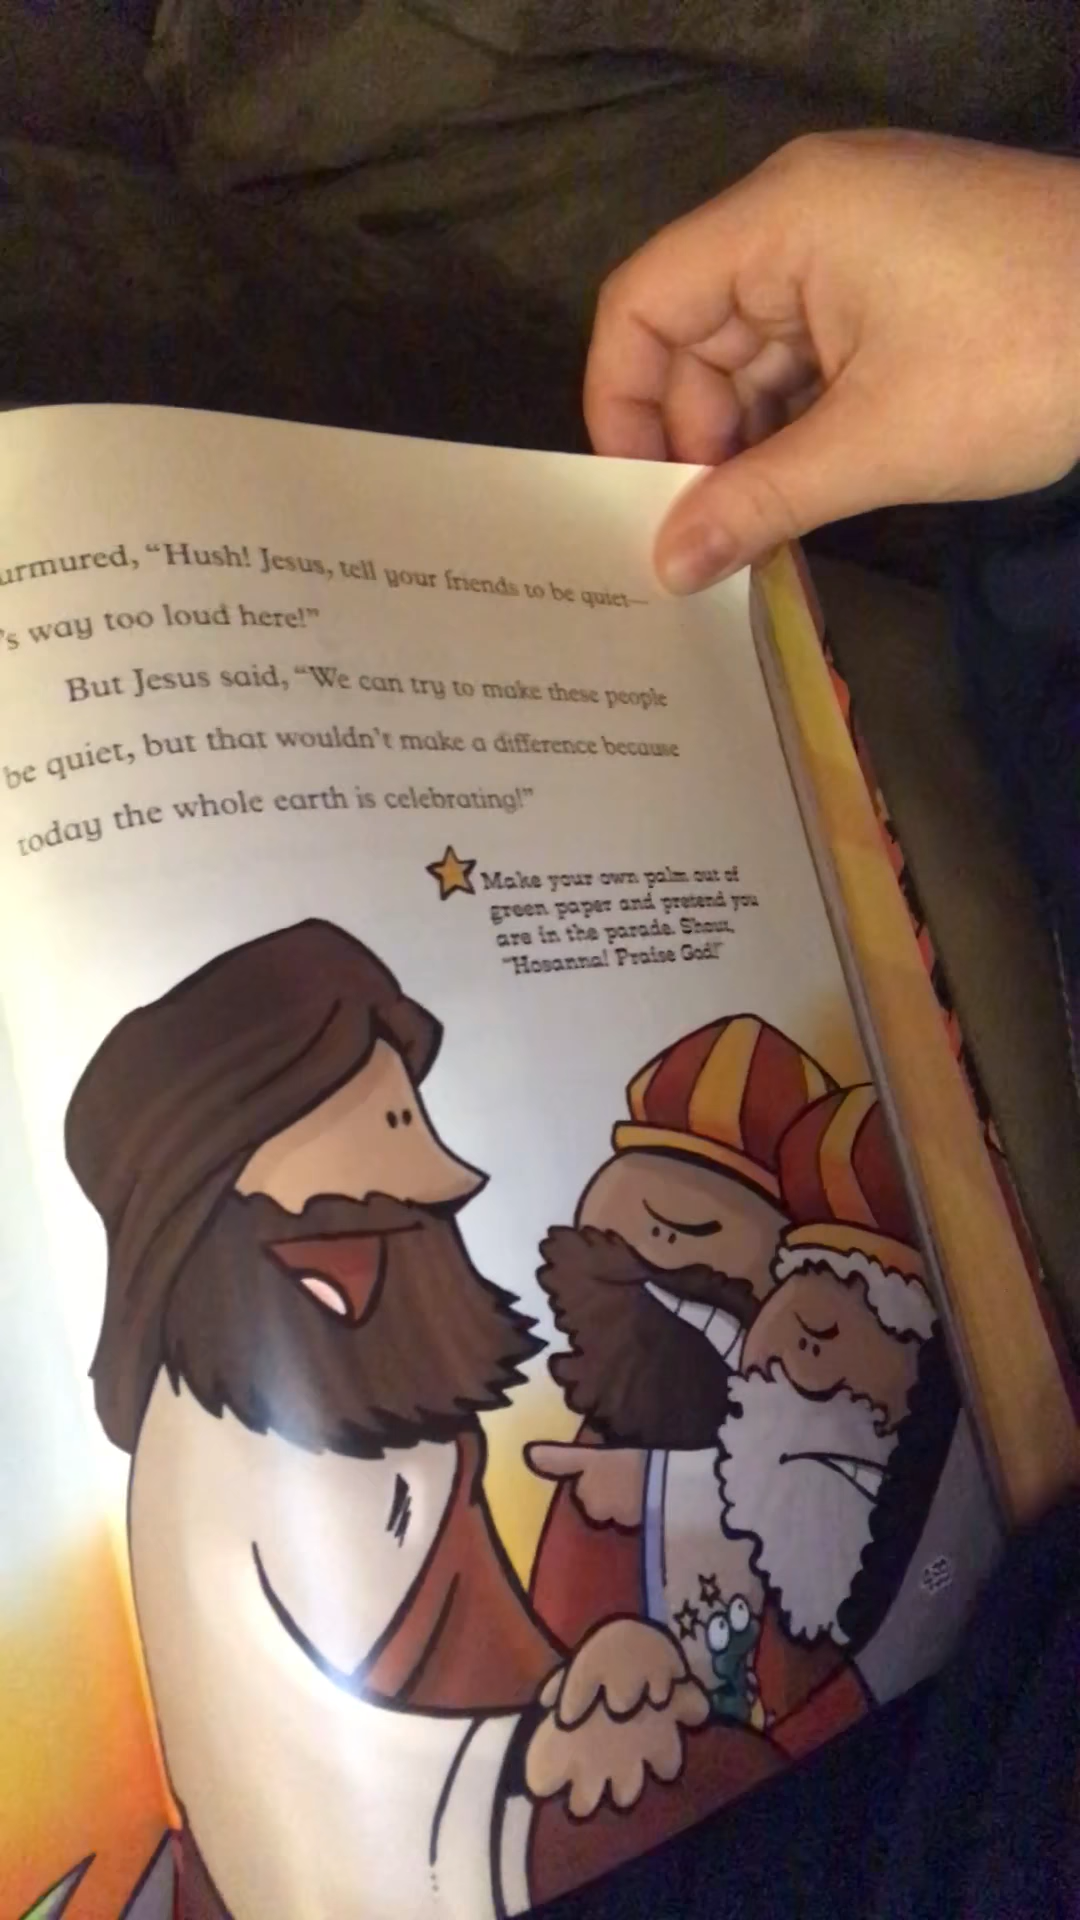 urmured, “Hush! Jesus, tell your friends to be quiet—
’s way too loud here!”
But Jesus said, “We can try to make these people
be quiet, but that wouldn’t make a difference because
today the whole earth is celebrating!”
Make your own palm out of
green paper and pretend you
are in the parade. Shout,
“Hosanna! Praise God!”